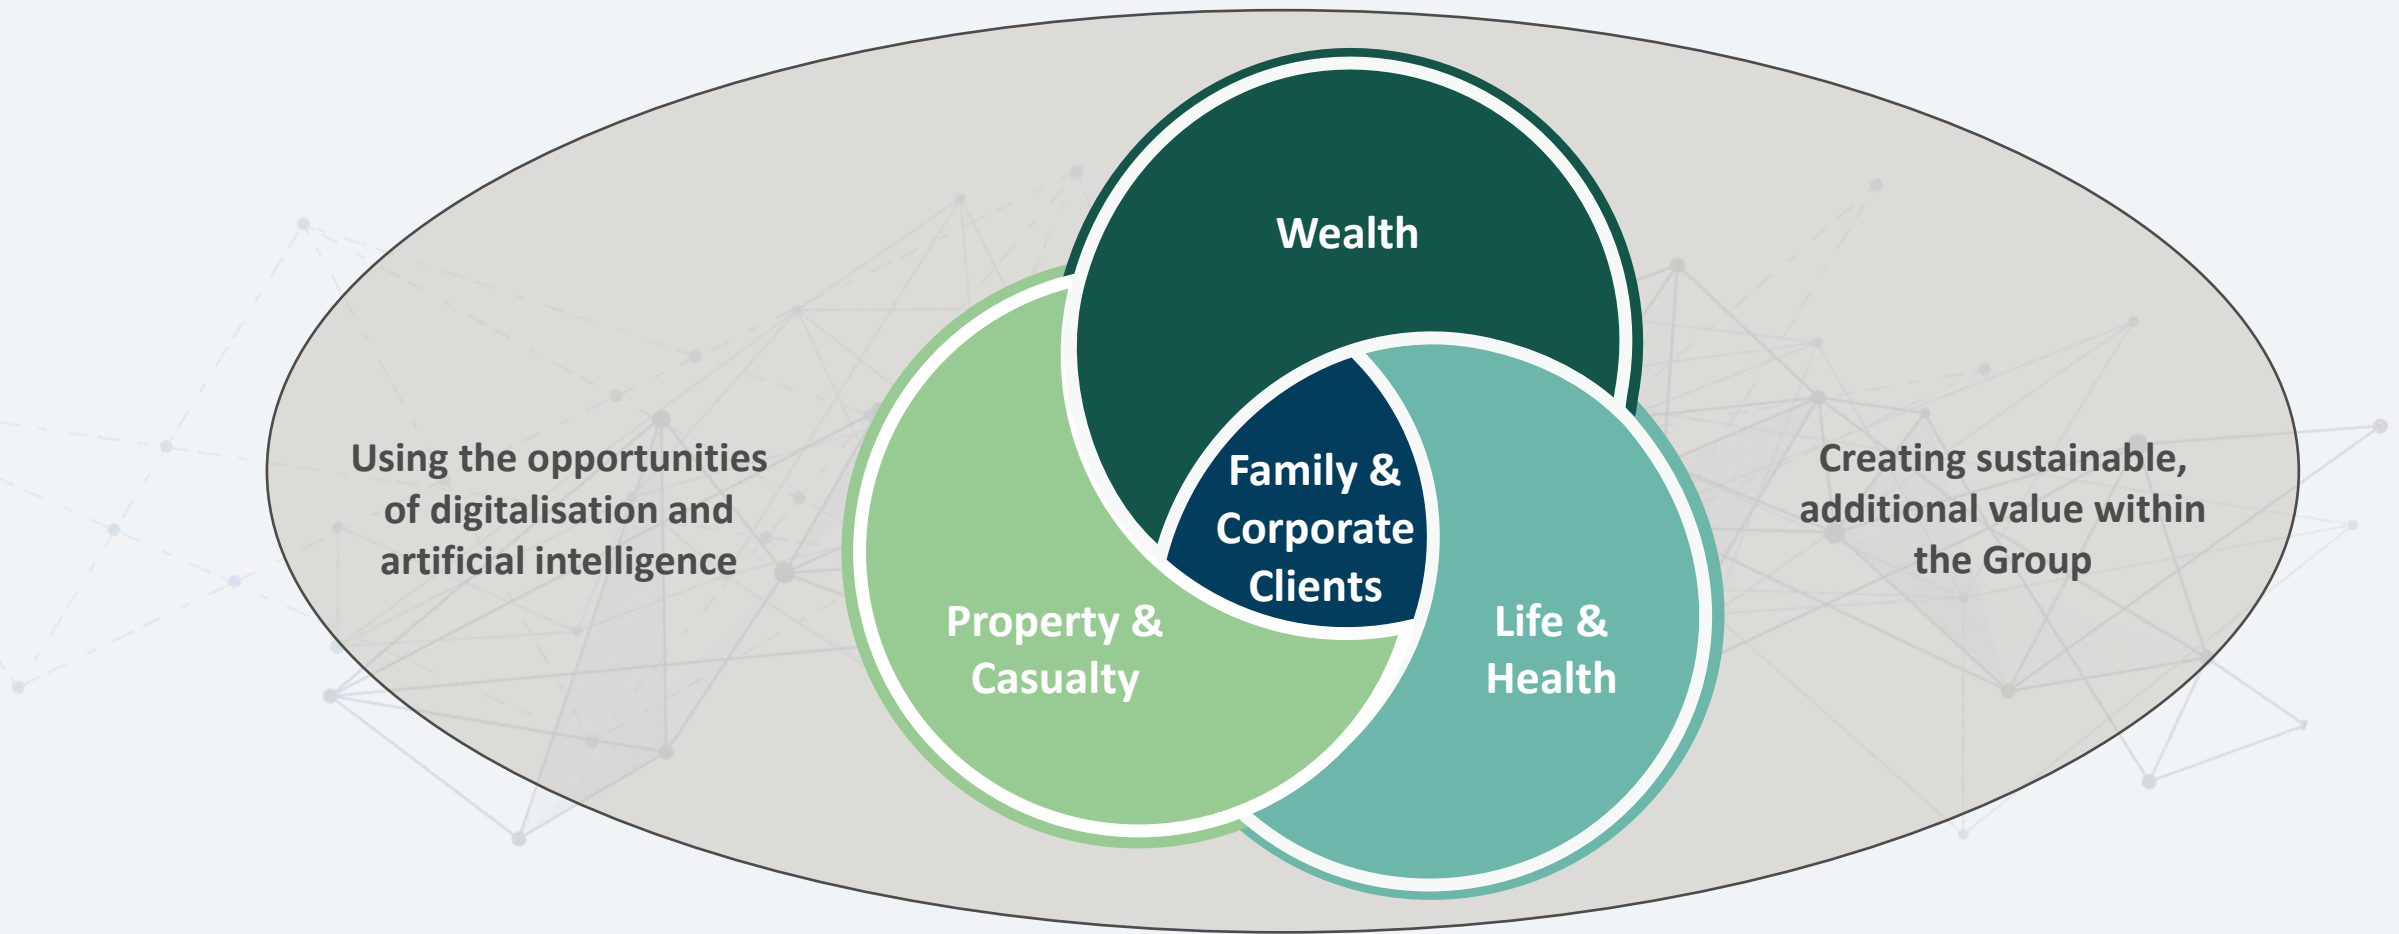 Wealth
Using the opportunities
of digitalisation and
artificial intelligence
Family &
Corporate
Clients
Property &
Casualty
Life &
Health
Creating sustainable,
additional value within
the Group